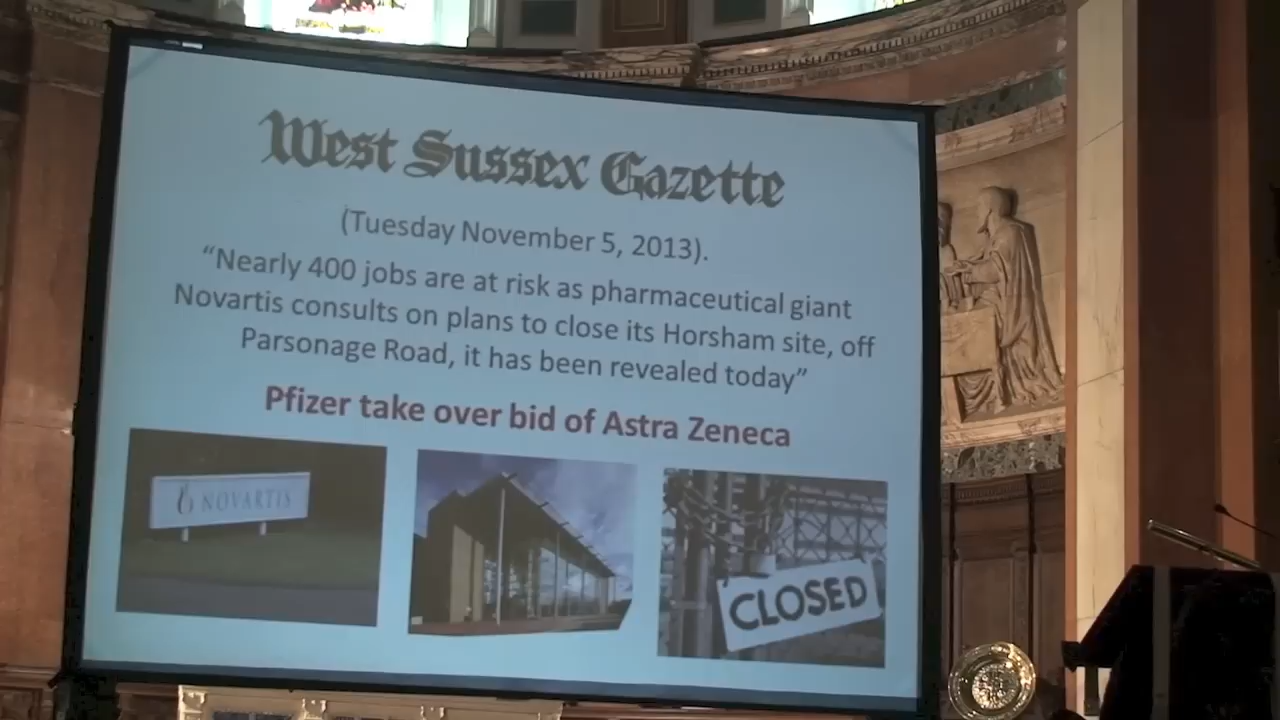 West Sussex Gazette
(Tuesday November 5, 2013).
“Nearly 400 jobs are at risk as pharmaceutical giant
Novartis consults on plans to close its Horsham site, off
Parsonage Road, it has been revealed today”
Pfizer take over bid of Astra Zeneca
NOVARTIS
CLOSED